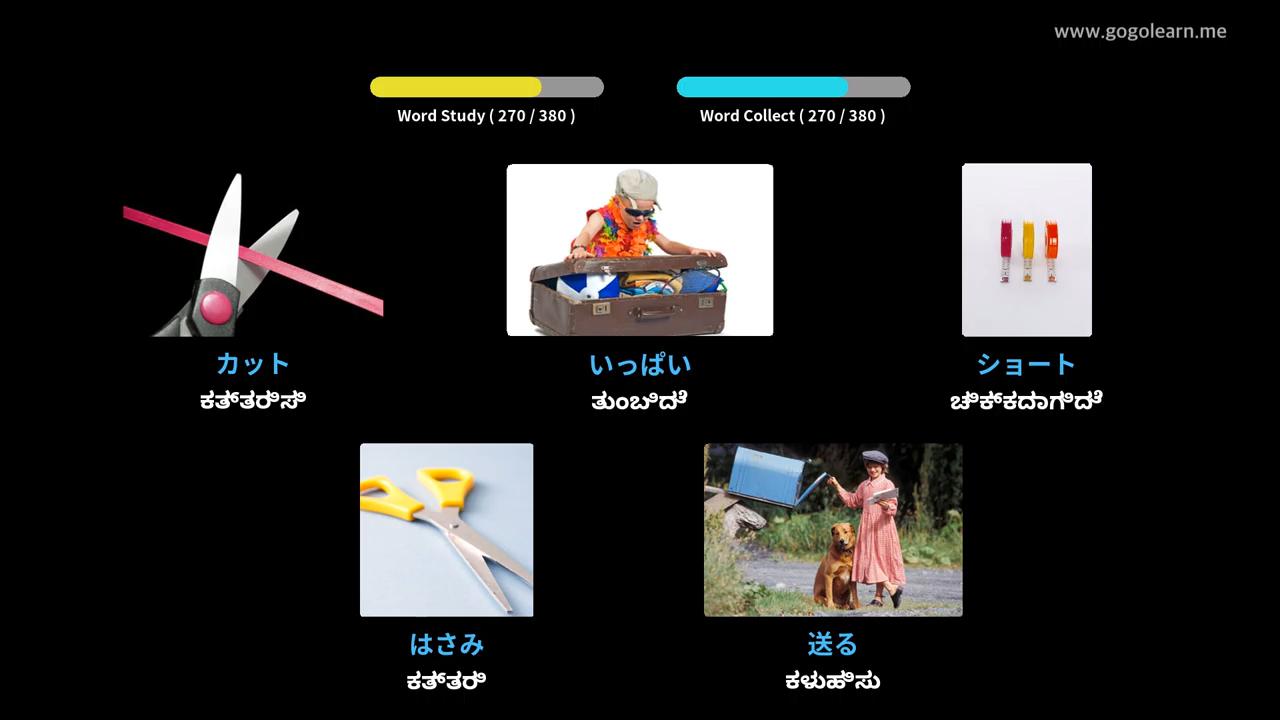 www.gogolearn.me
Word Study ( 270 / 380 )
Word Collect ( 270 / 380 )
カット
ಕತ್ತರಿಸಿ
いっぱい
ತುಂಬಿದೆ
ショート
ಚಿಕ್ಕದಾಗಿದೆ
はさみ
ಕತ್ತರಿ
送る
ಕಳುಹಿಸು